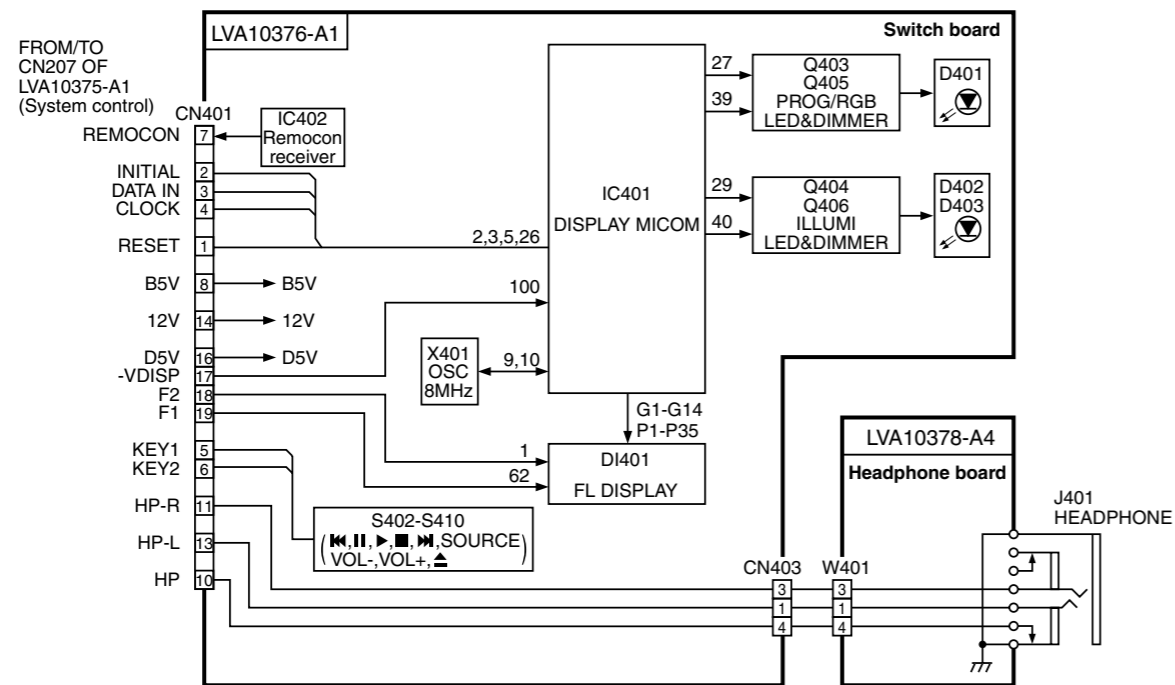 LVA10376-A1
Switch board
FROM/TO
CN207 OF
LVA10375-A1
(System control)
CN401
REMOCON 7
IC402
Remocon
receiver
INITIAL 2
DATA IN 3
CLOCK 4
RESET 1
2,3,5,26
B5V 8 B5V
100
12V 14 12V
D5V 16 D5V
-VDISP 17
F2 18
F1 19
X401
OSC
8MHz
9,10
IC401
DISPLAY MICOM
27
39
Q403
Q405
PROG/RGB
LED&DIMMER
D401
29
40
Q404
Q406
ILLUMI
LED&DIMMER
D402
D403
G1-G14
P1-P35
1
62
DI401
FL DISPLAY
KEY1 5
KEY2 6
S402-S410
(⏮,⏸,▶,■,⏭,SOURCE
VOL-,VOL+,⏏)
HP-R 11
HP-L 13
HP 10
CN403 W401
3 3
1 1
4 4
LVA10378-A4
Headphone board
J401
HEADPHONE